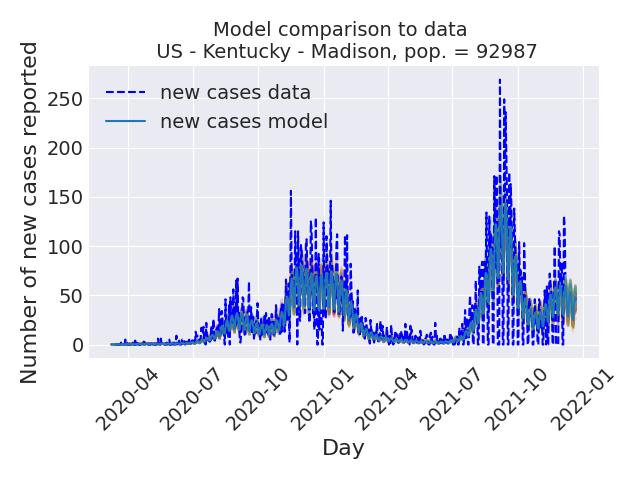 Model comparison to data
US - Kentucky - Madison, pop. = 92987
Number of new cases reported
250
200
150
100
50
0
new cases data
new cases model
2020-04
2020-07
2020-10
2021-01
2021-04
2021-07
2021-10
2022-01
Day